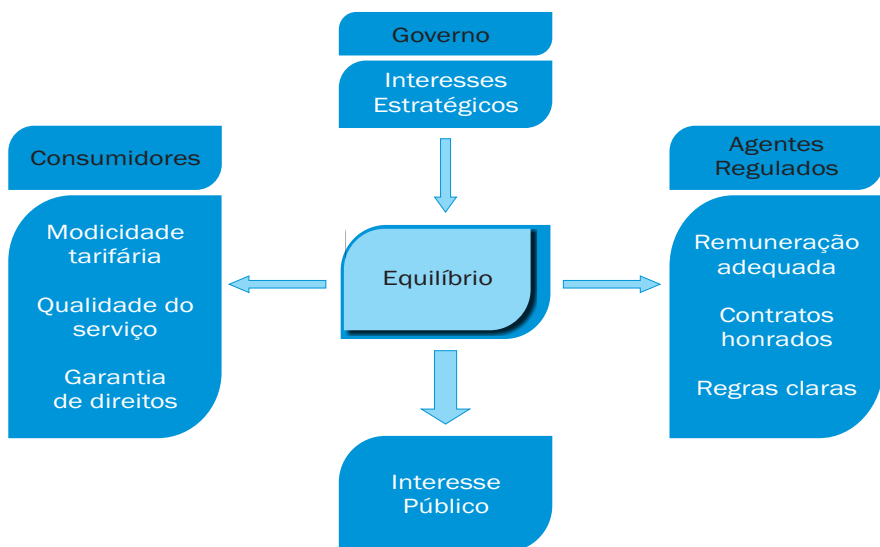 Governo
Interesses
Estratégicos
Consumidores
Modicidade
tarifária
Qualidade do
serviço
Garantia
de direitos
Equilíbrio
Agentes
Regulados
Remuneração
adequada
Contratos
honrados
Regras claras
Interesse
Público